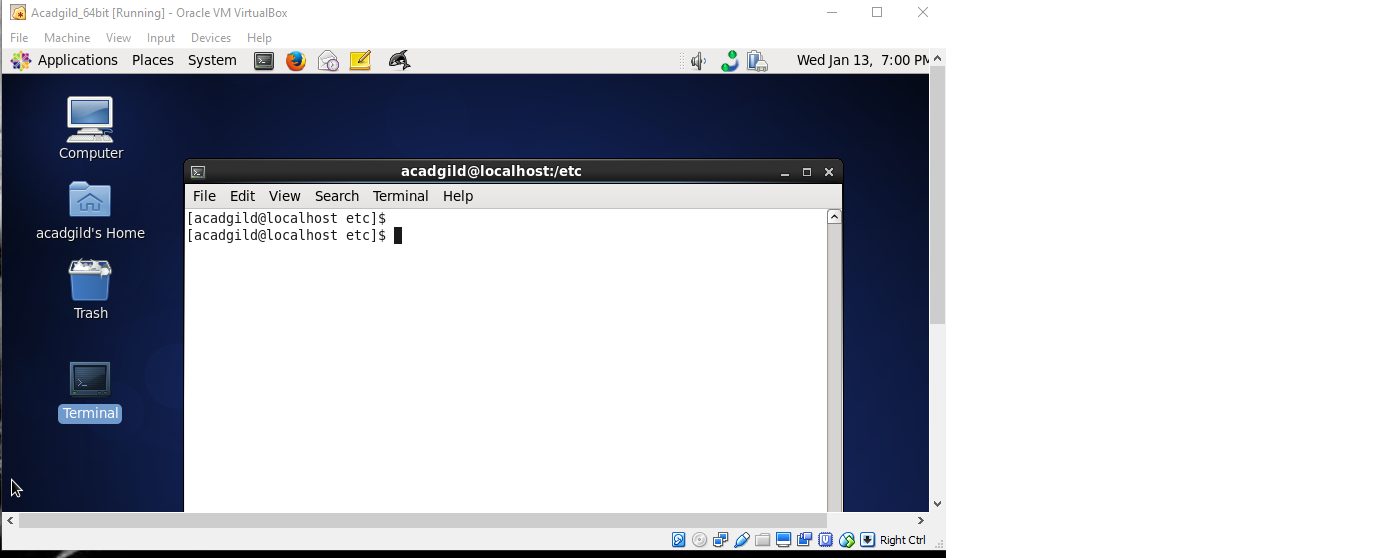 Acadgild_64bit [Running] - Oracle VM VirtualBox
File Machine View Input Devices Help
Applications Places System Wed Jan 13, 7:00 PM
Computer
acadgild's Home
Trash
Terminal
acadgild@localhost:/etc
File Edit View Search Terminal Help
[acadgild@localhost etc]$
[acadgild@localhost etc]$
Right Ctrl